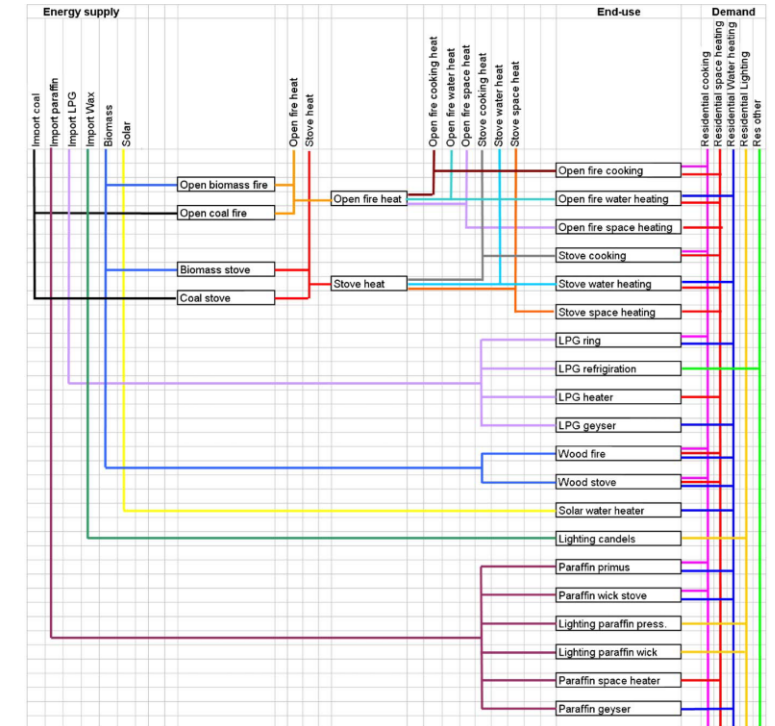 Energy supply
End-use
Demand
Import coal
Import paraffin
Import LPG
Import Wax
Biomass
Solar
Open fire heat
Stove heat
Open fire cooking heat
Open fire water heat
Open fire space heat
Stove cooking heat
Stove water heat
Stove space heat
Residential cooking
Residential space heating
Residential Water heating
Residential Lighting
Res other
Open fire cooking
Open biomass fire
Open fire heat
Open fire water heating
Open coal fire
Open fire space heating
Stove cooking
Biomass stove
Stove heat
Stove water heating
Coal stove
Stove space heating
LPG ring
LPG refrigiration
LPG heater
LPG geyser
Wood fire
Wood stove
Solar water heater
Lighting candels
Paraffin primus
Paraffin wick stove
Lighting paraffin press.
Lighting paraffin wick
Paraffin space heater
Paraffin geyser